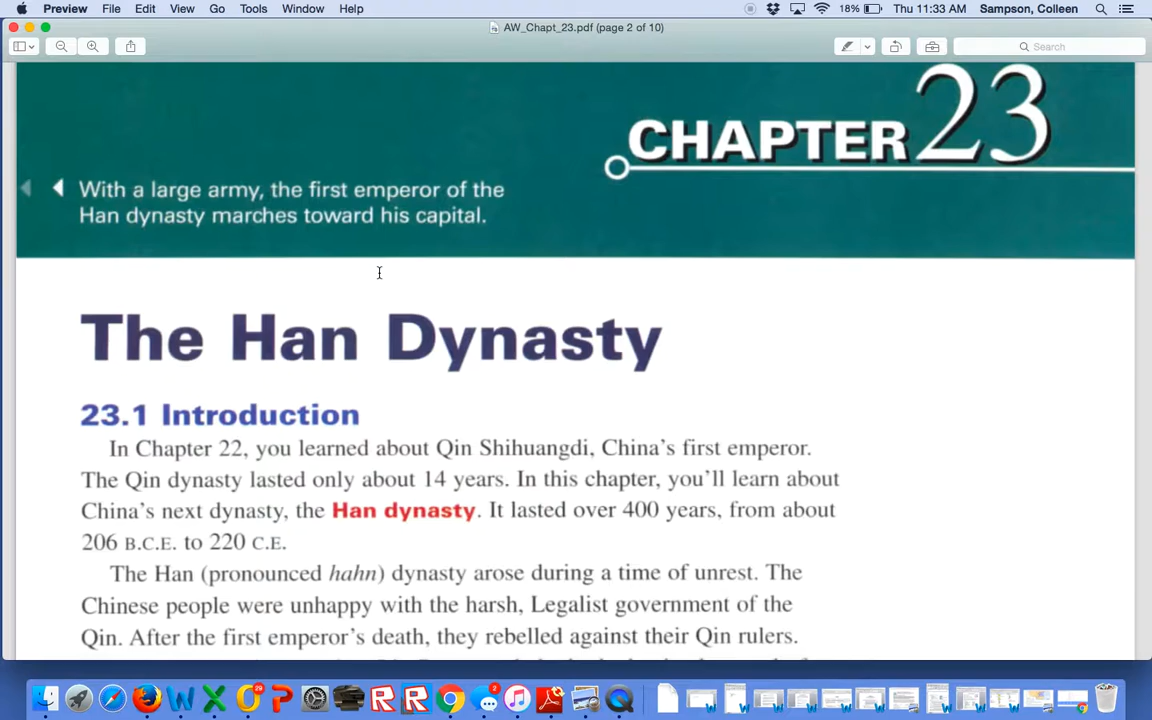 Preview File Edit View Go Tools Window Help 18% Thu 11:33 AM Sampson, Colleen
AW_Chapt_23.pdf (page 2 of 10)
Search
CHAPTER 23
With a large army, the first emperor of the
Han dynasty marches toward his capital.
The Han Dynasty
23.1 Introduction
In Chapter 22, you learned about Qin Shihuangdi, China's first emperor.
The Qin dynasty lasted only about 14 years. In this chapter, you'll learn about
China's next dynasty, the Han dynasty. It lasted over 400 years, from about
206 B.C.E. to 220 C.E.
The Han (pronounced hahn) dynasty arose during a time of unrest. The
Chinese people were unhappy with the harsh, Legalist government of the
Qin. After the first emperor's death, they rebelled against their Qin rulers.
29
2